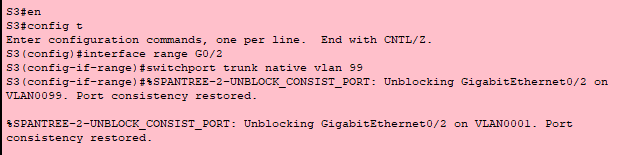 S3#en
S3#config t
Enter configuration commands, one per line.  End with CNTL/Z.
S3(config)#interface range G0/2
S3(config-if-range)#switchport trunk native vlan 99
S3(config-if-range)#%SPANTREE-2-UNBLOCK_CONSIST_PORT: Unblocking GigabitEthernet0/2 on
VLAN0099. Port consistency restored.

%SPANTREE-2-UNBLOCK_CONSIST_PORT: Unblocking GigabitEthernet0/2 on VLAN0001. Port
consistency restored.